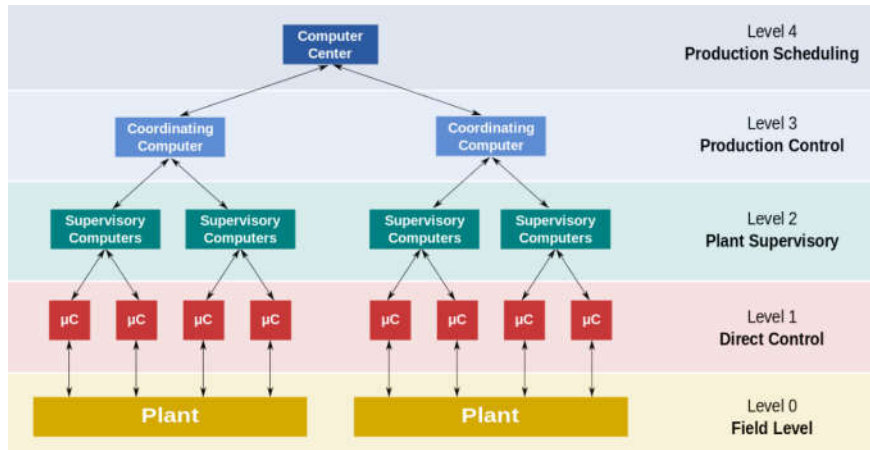 Computer
Center
Level 4
Production Scheduling
Coordinating
Computer
Coordinating
Computer
Level 3
Production Control
Supervisory
Computers
Supervisory
Computers
Supervisory
Computers
Supervisory
Computers
Level 2
Plant Supervisory
µC
µC
µC
µC
µC
µC
µC
µC
Level 1
Direct Control
Plant
Plant
Level 0
Field Level